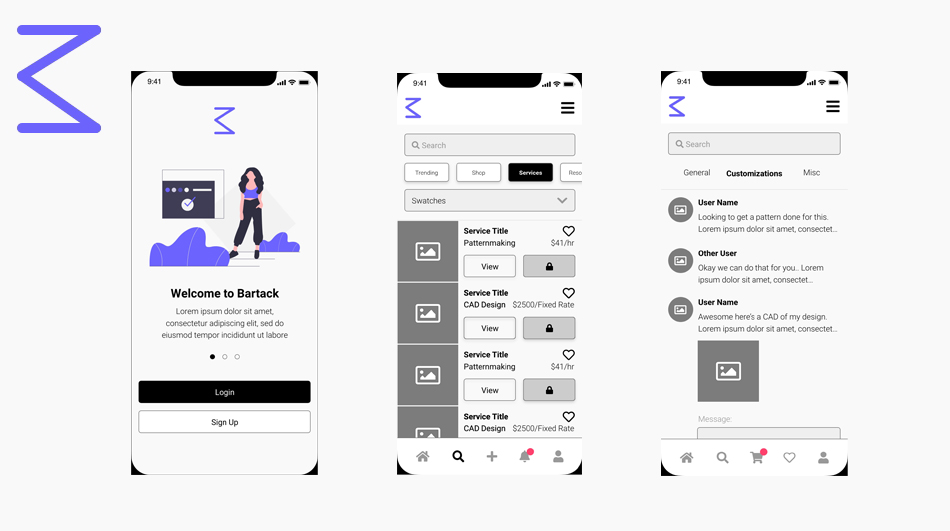 9:41
Welcome to Bartack
Lorem ipsum dolor sit amet,
consectetur adipiscing elit, sed do
eiusmod tempor incididunt ut labore
Login
Sign Up
9:41
Search
Trending Shop Services Reso
Swatches
Service Title
Patternmaking $41/hr
View
Service Title
CAD Design $2500/Fixed Rate
View
Service Title
Patternmaking $41/hr
View
Service Title
CAD Design $2500/Fixed Rate
9:41
Search
General Customizations Misc
User Name
Looking to get a pattern done for this.
Lorem ipsum dolor sit amet, consectet...
Other User
Okay we can do that for you.. Lorem
ipsum dolor sit amet, consectet...
User Name
Awesome here's a CAD of my design.
Lorem ipsum dolor sit amet, consectet...
Message: